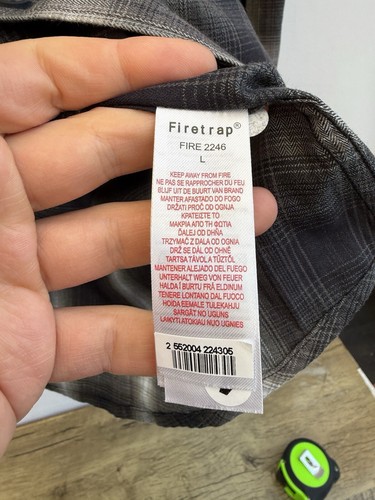 Firetrap®
FIRE 2246
L
KEEP AWAY FROM FIRE
NE PAS SE RAPPROCHER DU FEU
BLIJF UIT DE BUURT VAN BRAND
MANTER AFASTADO DO FOGO
DRŽATI PROČ OD OGNJA
ΚΡΑΤΕΙΤΕ ΤΟ
ΜΑΚΡΙΑ ΑΠΟ ΤΗ ΦΩΤΙΑ
ĎALEJ OD OHŇA
TRZYMAĆ Z DALA OD OGNIA
DRŽ SE DÁL OD OHNĚ
TARTSA TÁVOL A TŰZTŐL
MANTENER ALEJADO DEL FUEGO
UNTERHALT WEG VON FEUER
HALDA Í BURTU FRÁ ELDINUM
TENERE LONTANO DAL FUOCO
HOIDA EEMALE TULEKAHJU
SARGĀT NO UGUNS
LAIKYTI ATOKIAU NUO UGNIES
2 552004 224305